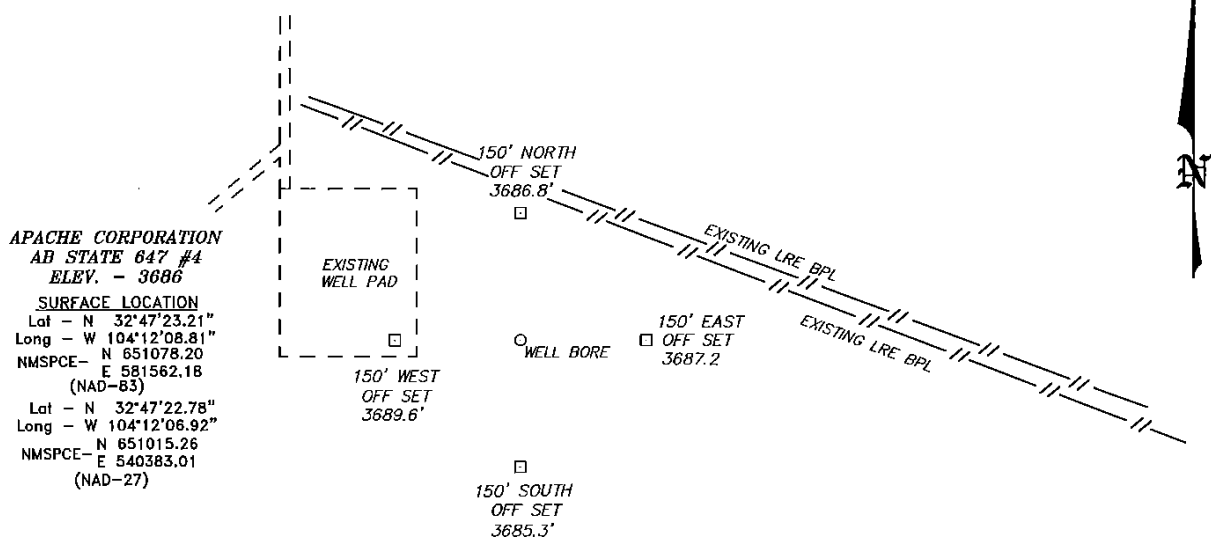 150' NORTH
OFF SET
3686.8'
N
APACHE CORPORATION
AB STATE 647 #4
ELEV. - 3686
SURFACE LOCATION
Lat - N 32°47'23.21"
Long - W 104°12'08.81"
NMSPCE- N 651078.20
E 581562.18
(NAD-83)
Lat - N 32°47'22.78"
Long - W 104°12'06.92"
NMSPCE- N 651015.26
E 540383.01
(NAD-27)
EXISTING
WELL PAD
150' WEST
OFF SET
3689.6'
WELL BORE
150' EAST
OFF SET
3687.2
EXISTING LRE BPL
EXISTING LRE BPL
150' SOUTH
OFF SET
3685.3'